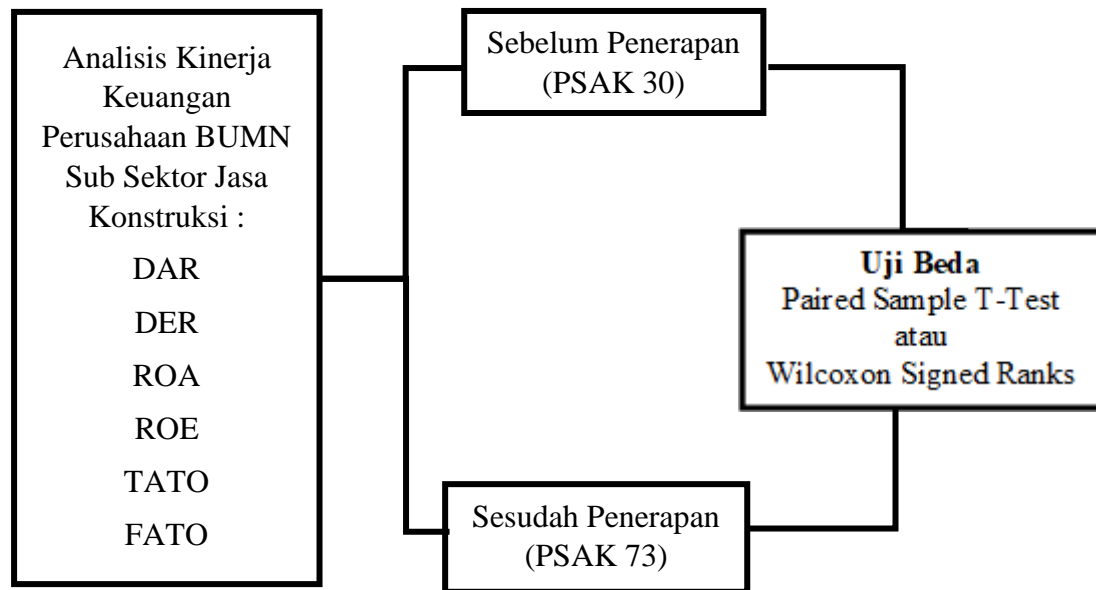 Analisis Kinerja
Keuangan
Perusahaan BUMN
Sub Sektor Jasa
Konstruksi :
DAR
DER
ROA
ROE
TATO
FATO
Sebelum Penerapan
(PSAK 30)
Uji Beda
Paired Sample T-Test
atau
Wilcoxon Signed Ranks
Sesudah Penerapan
(PSAK 73)